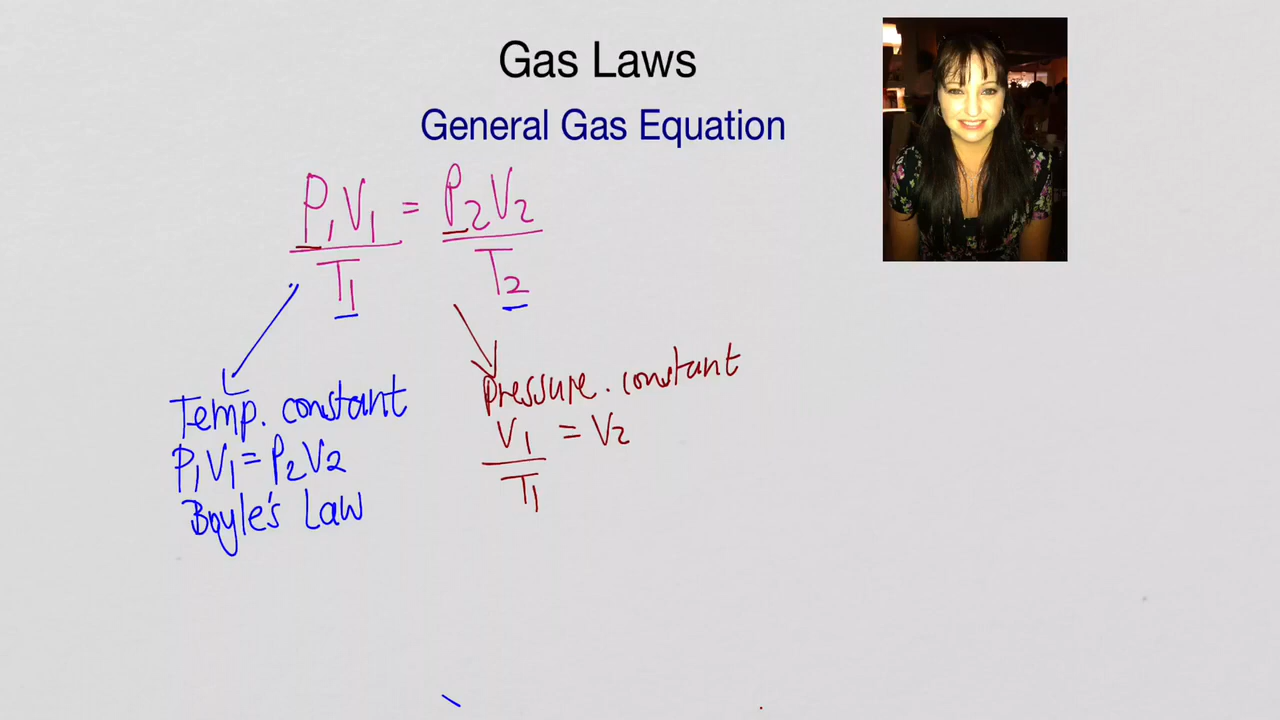 Gas Laws
General Gas Equation
P₁V₁ = P₂V₂
T₁ T₂
Temp. constant
P₁V₁ = P₂V₂
Boyle's Law
Pressure. constant
V₁ = V₂
T₁